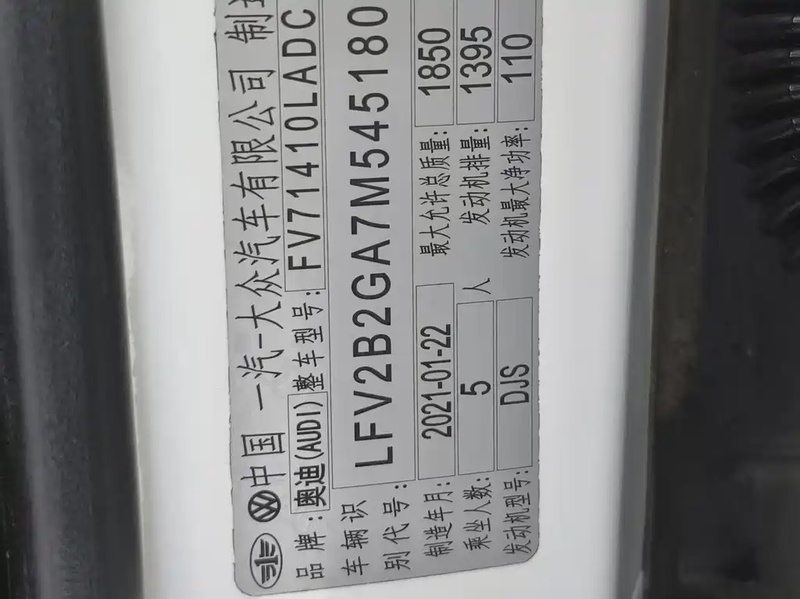 中国 一汽-大众汽车有限公司 制造
品牌: 奥迪(AUDI) 整车型号: FV71410LADC
车辆识别代号: LFV2B2GA7M545180
制造年月: 2021-01-22 最大允许总质量: 1850
乘坐人数: 5 人 发动机排量: 1395
发动机型号: DJS 发动机最大净功率: 110